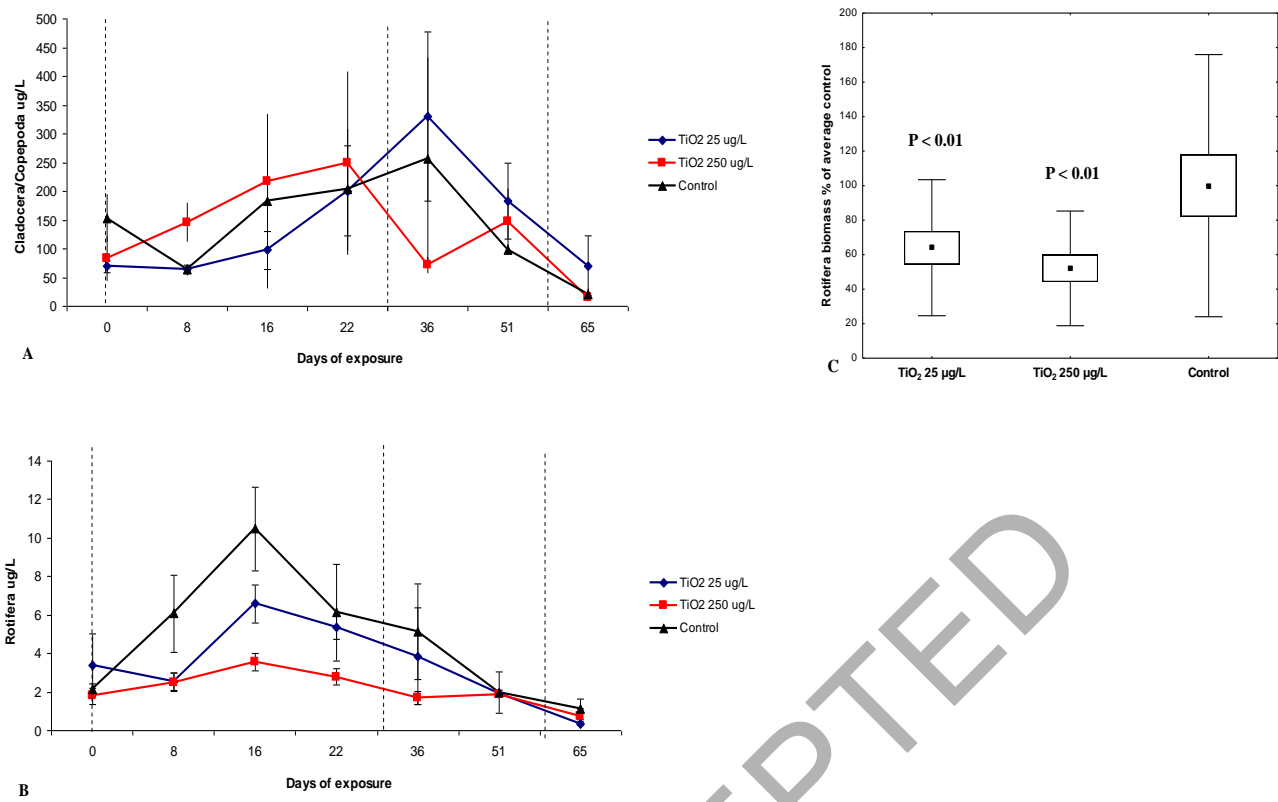 500
450
400
350
300
250
200
150
100
50
0
Cladocera/Copepoda ug/L
0 8 16 22 36 51 65
Days of exposure
A
TiO2 25 ug/L
TiO2 250 ug/L
Control
200
180
160
140
120
100
80
60
40
20
0
Rotifera biomass % of average control
P < 0.01
P < 0.01
TiO2 25 µg/L TiO2 250 µg/L Control
C
14
12
10
8
6
4
2
0
Rotifera ug/L
0 8 16 22 36 51 65
Days of exposure
B
TiO2 25 ug/L
TiO2 250 ug/L
Control